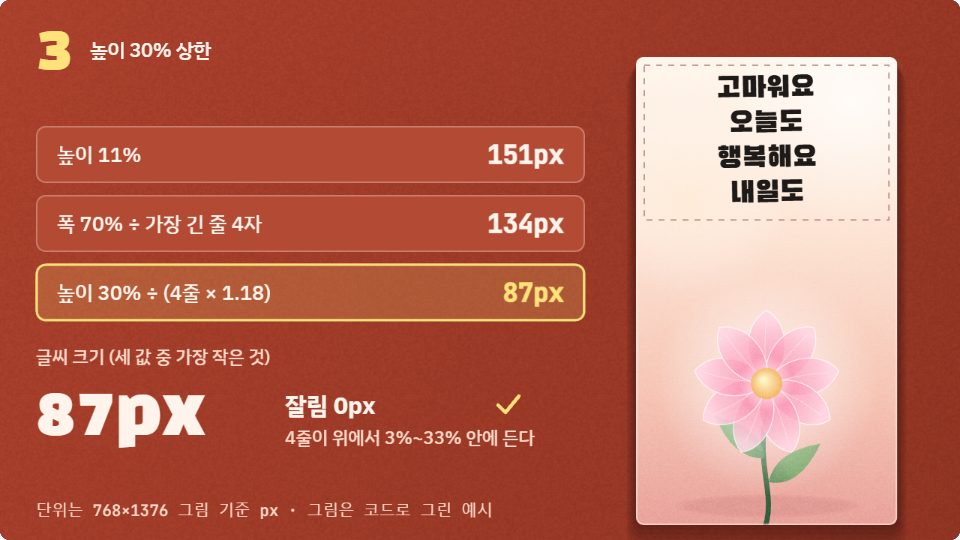 3 높이 30% 상한
높이 11% 151px
폭 70% ÷ 가장 긴 줄 4자 134px
높이 30% ÷ (4줄 × 1.18) 87px
글씨 크기 (세 값 중 가장 작은 것)
87px
잘림 0px ✓
4줄이 위에서 3%~33% 안에 든다
단위는 768×1376 그림 기준 px · 그림은 코드로 그린 예시
고마워요
오늘도
행복해요
내일도